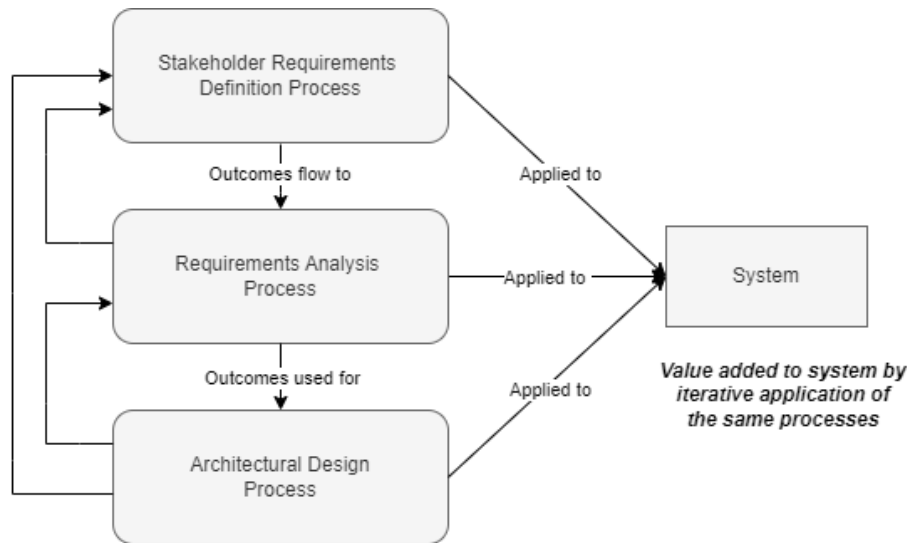 Stakeholder Requirements
Definition Process
Outcomes flow to
Applied to
Requirements Analysis
Process
Applied to
System
Outcomes used for
Applied to
Value added to system by
iterative application of
the same processes
Architectural Design
Process